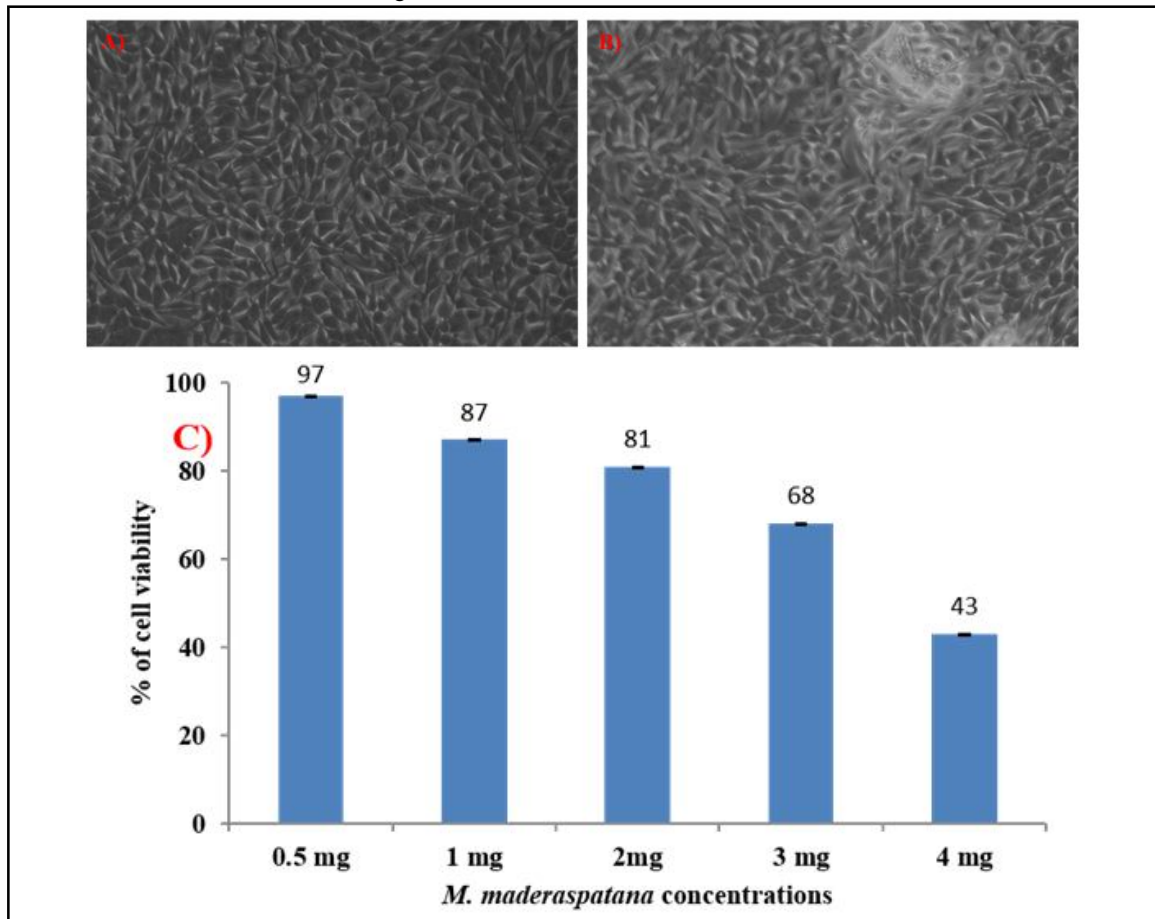 A)
B)
C)
97
87
81
68
43
100
80
60
40
20
0
% of cell viability
0.5 mg
1 mg
2mg
3 mg
4 mg
M. maderaspatana concentrations